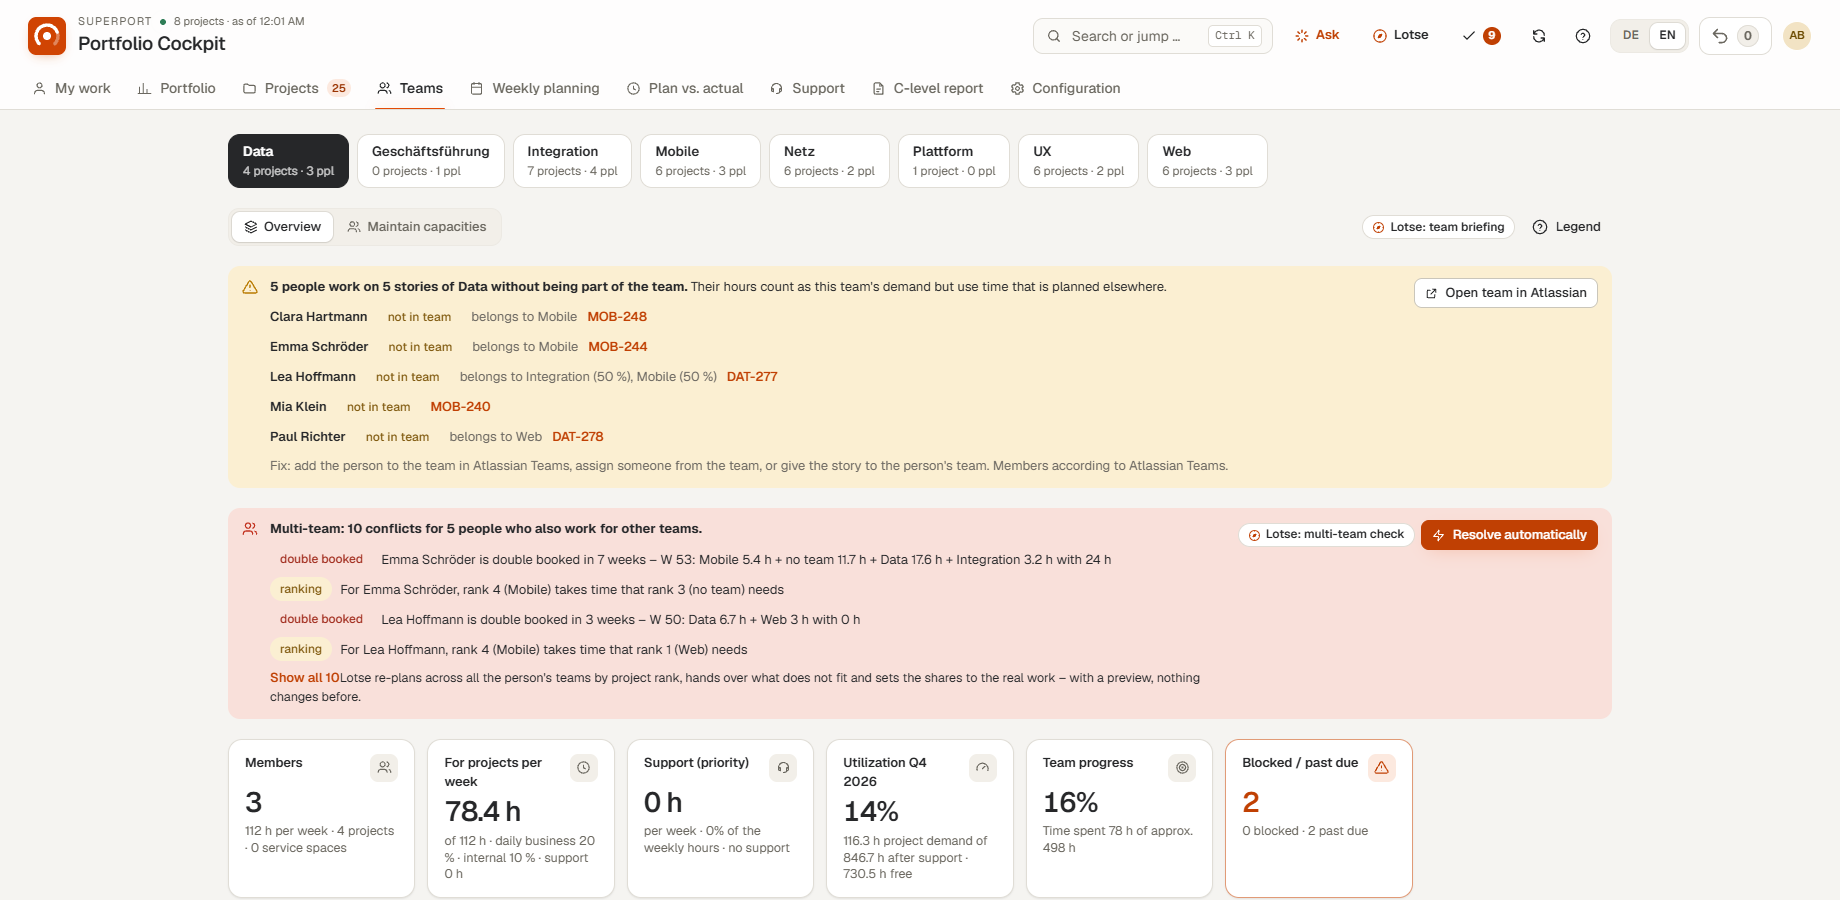 SUPERPORT 8 projects · as of 12:01 AM
Portfolio Cockpit
Search or jump ... Ctrl K
Ask
Lotse
9
DE EN
0
AB
My work
Portfolio
Projects 25
Teams
Weekly planning
Plan vs. actual
Support
C-level report
Configuration
Data
4 projects · 3 ppl
Geschäftsführung
0 projects · 1 ppl
Integration
7 projects · 4 ppl
Mobile
6 projects · 3 ppl
Netz
6 projects · 2 ppl
Plattform
1 project · 0 ppl
UX
6 projects · 2 ppl
Web
6 projects · 3 ppl
Overview
Maintain capacities
Lotse: team briefing
Legend
5 people work on 5 stories of Data without being part of the team. Their hours count as this team's demand but use time that is planned elsewhere.
Open team in Atlassian
Clara Hartmann not in team belongs to Mobile MOB-248
Emma Schröder not in team belongs to Mobile MOB-244
Lea Hoffmann not in team belongs to Integration (50 %), Mobile (50 %) DAT-277
Mia Klein not in team MOB-240
Paul Richter not in team belongs to Web DAT-278
Fix: add the person to the team in Atlassian Teams, assign someone from the team, or give the story to the person's team. Members according to Atlassian Teams.
Multi-team: 10 conflicts for 5 people who also work for other teams.
Lotse: multi-team check
Resolve automatically
double booked Emma Schröder is double booked in 7 weeks – W 53: Mobile 5.4 h + no team 11.7 h + Data 17.6 h + Integration 3.2 h with 24 h
ranking For Emma Schröder, rank 4 (Mobile) takes time that rank 3 (no team) needs
double booked Lea Hoffmann is double booked in 3 weeks – W 50: Data 6.7 h + Web 3 h with 0 h
ranking For Lea Hoffmann, rank 4 (Mobile) takes time that rank 1 (Web) needs
Show all 10Lotse re-plans across all the person's teams by project rank, hands over what does not fit and sets the shares to the real work – with a preview, nothing
changes before.
Members
3
112 h per week · 4 projects
· 0 service spaces
For projects per
week
78.4 h
of 112 h · daily business 20
% · internal 10 % · support
0 h
Support (priority)
0 h
per week · 0% of the
weekly hours · no support
Utilization Q4
2026
14%
116.3 h project demand of
846.7 h after support ·
730.5 h free
Team progress
16%
Time spent 78 h of approx.
498 h
Blocked / past due
2
0 blocked · 2 past due